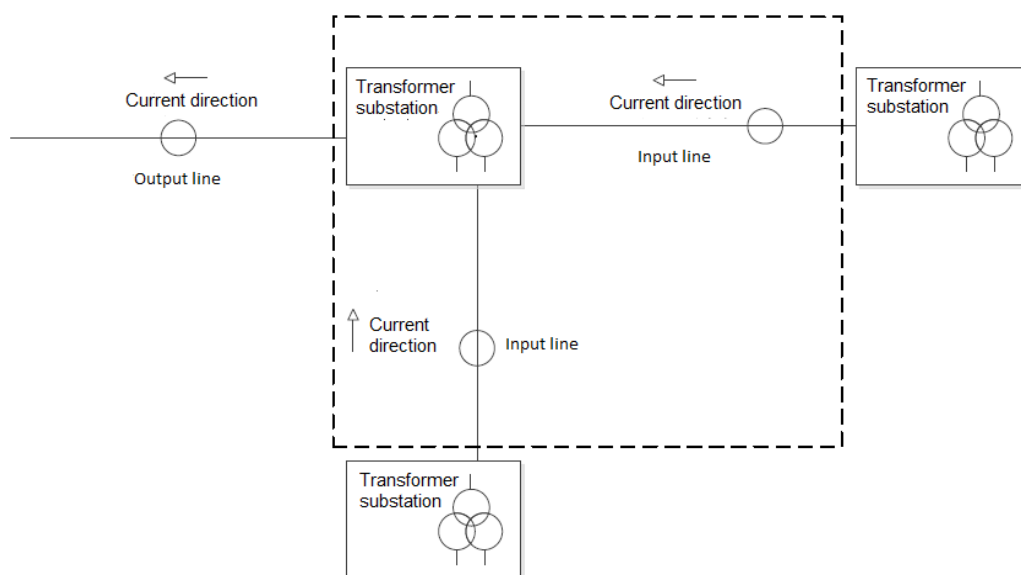 Current direction
Output line
Transformer
substation
Current direction
Input line
Transformer
substation
Current
direction
Input line
Transformer
substation